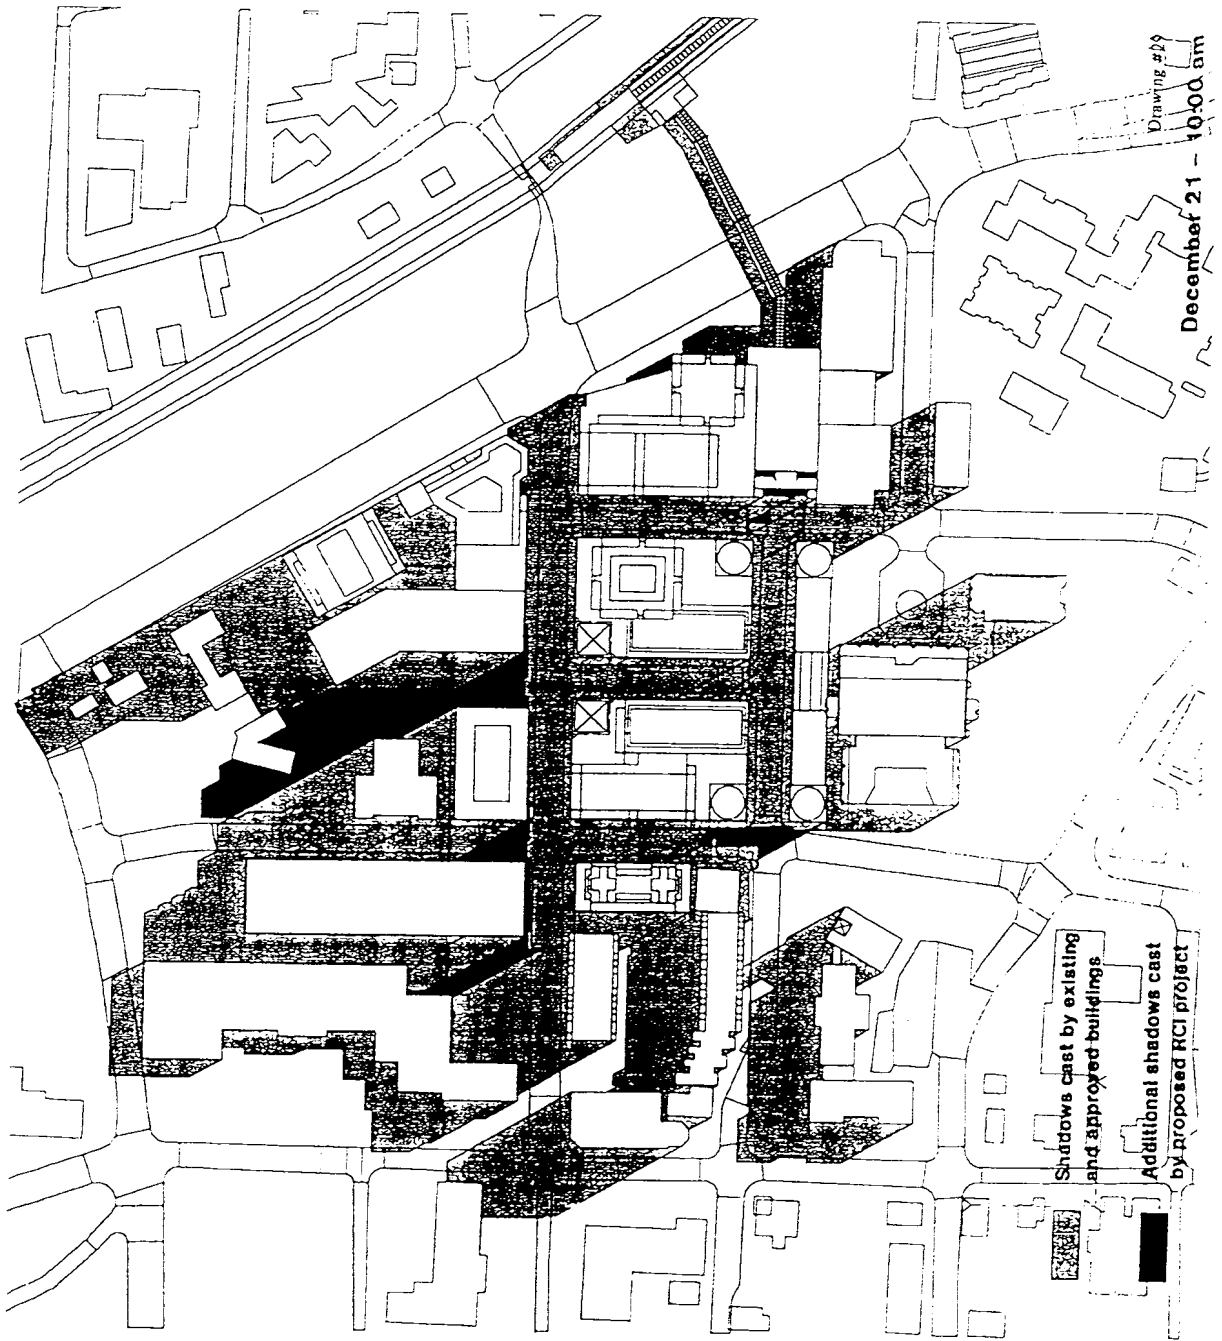 Drawing #29
December 21 – 10:00 am
Shadows cast by existing
and approved buildings
Additional shadows cast
by proposed RCI project